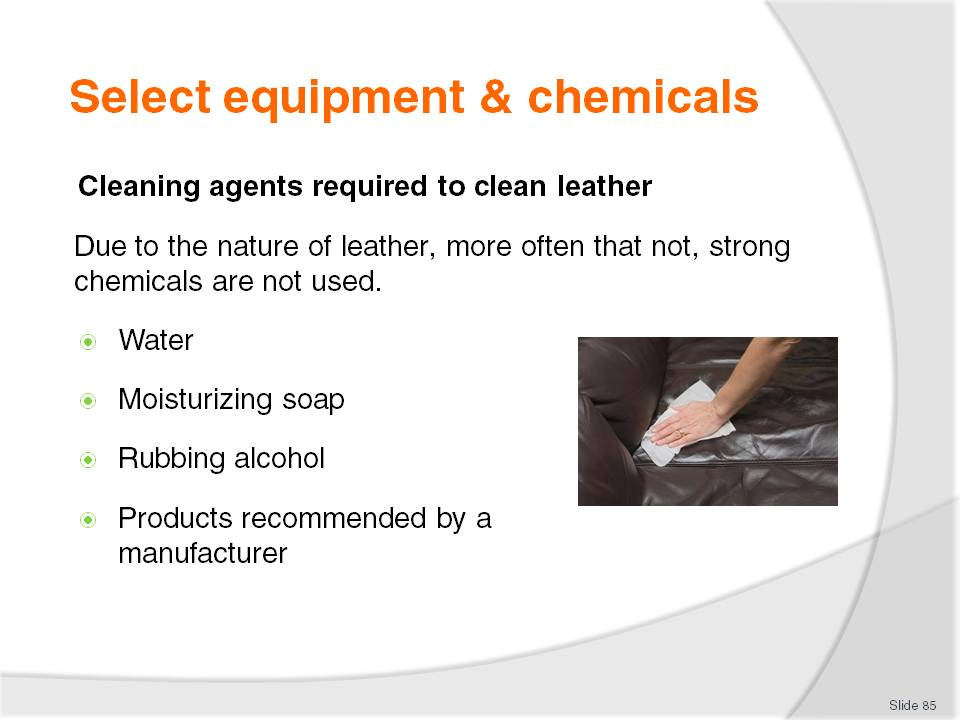 Select equipment & chemicals
Cleaning agents required to clean leather
Due to the nature of leather, more often that not, strong
chemicals are not used.
Water
Moisturizing soap
Rubbing alcohol
Products recommended by a
manufacturer
Slide 85